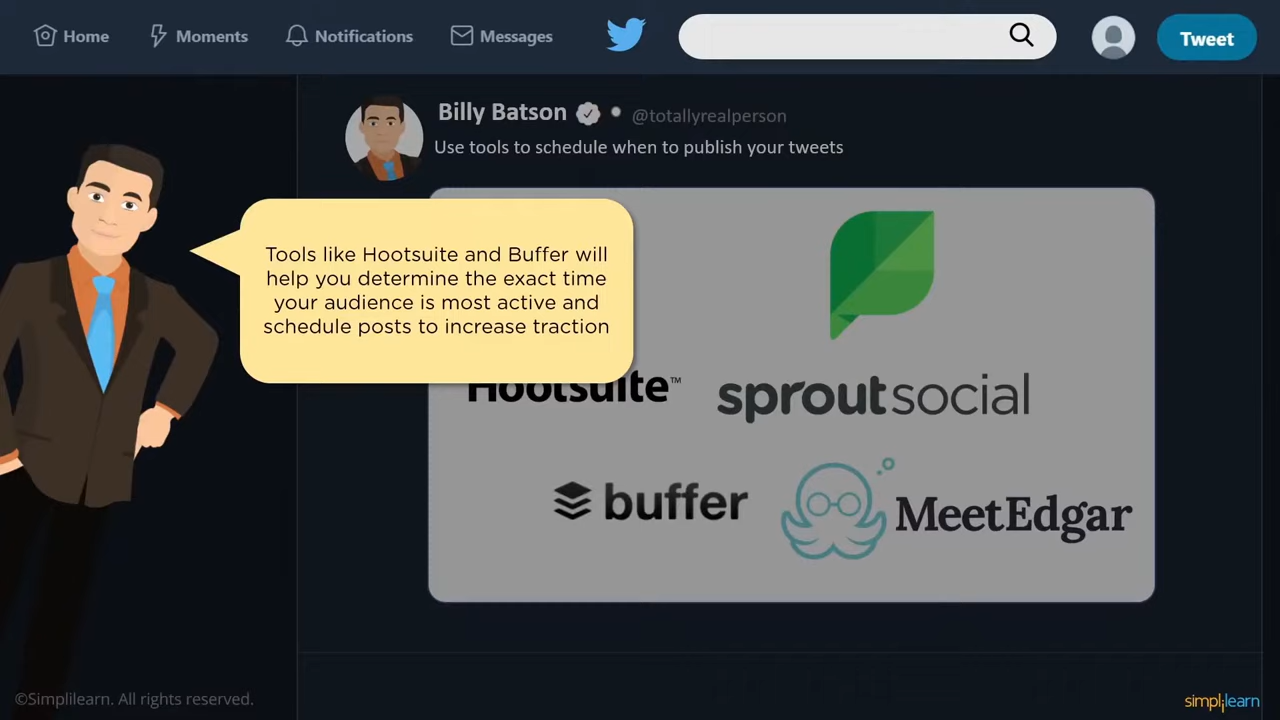 Home
Moments
Notifications
Messages
Tweet
Billy Batson
@totallyrealperson
Use tools to schedule when to publish your tweets
Tools like Hootsuite and Buffer will
help you determine the exact time
your audience is most active and
schedule posts to increase traction
Hootsuite™
sproutsocial
buffer
MeetEdgar
©Simplilearn. All rights reserved.
simplilearn